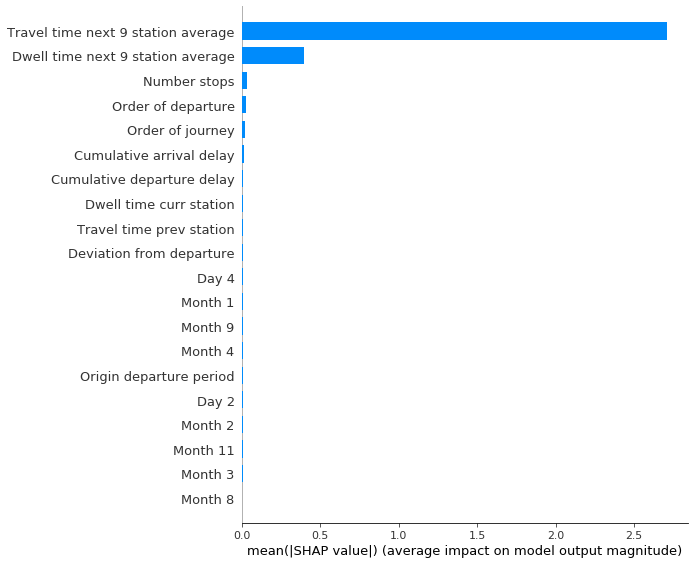 Travel time next 9 station average
Dwell time next 9 station average
Number stops
Order of departure
Order of journey
Cumulative arrival delay
Cumulative departure delay
Dwell time curr station
Travel time prev station
Deviation from departure
Day 4
Month 1
Month 9
Month 4
Origin departure period
Day 2
Month 2
Month 11
Month 3
Month 8
0.0 0.5 1.0 1.5 2.0 2.5
mean(|SHAP value|) (average impact on model output magnitude)